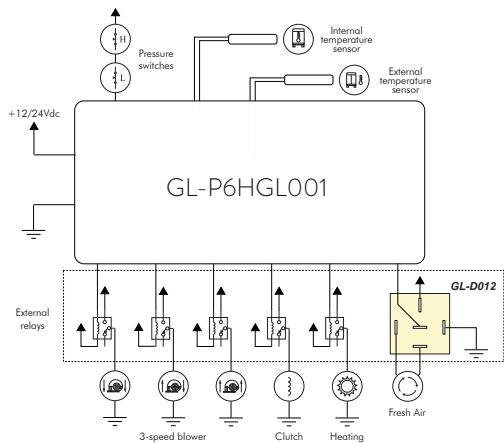 H
L
Pressure
switches
Internal
temperature
sensor
External
temperature
sensor
+12/24Vdc
GL-P6HGL001
GL-D012
External
relays
Fresh Air
3-speed blower
Clutch
Heating